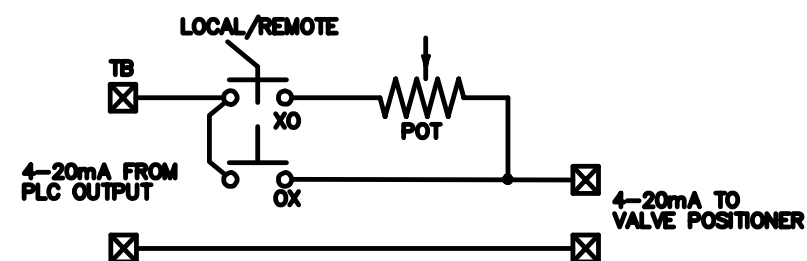 LOCAL/REMOTE
TB
XO
POT
4-20mA FROM
PLC OUTPUT
OX
4-20mA TO
VALVE POSITIONER